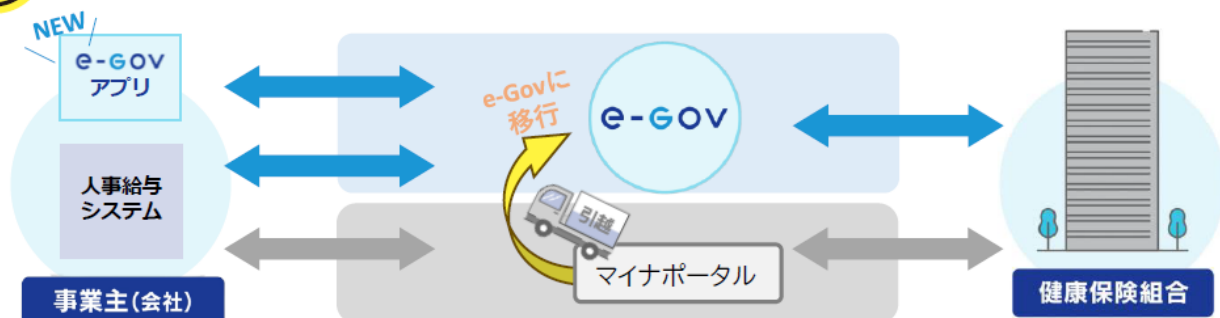 NEW
e-GOV
アプリ
人事給与
システム
事業主(会社)
e-Govに
移行
e-GOV
引越
マイナポータル
健康保険組合